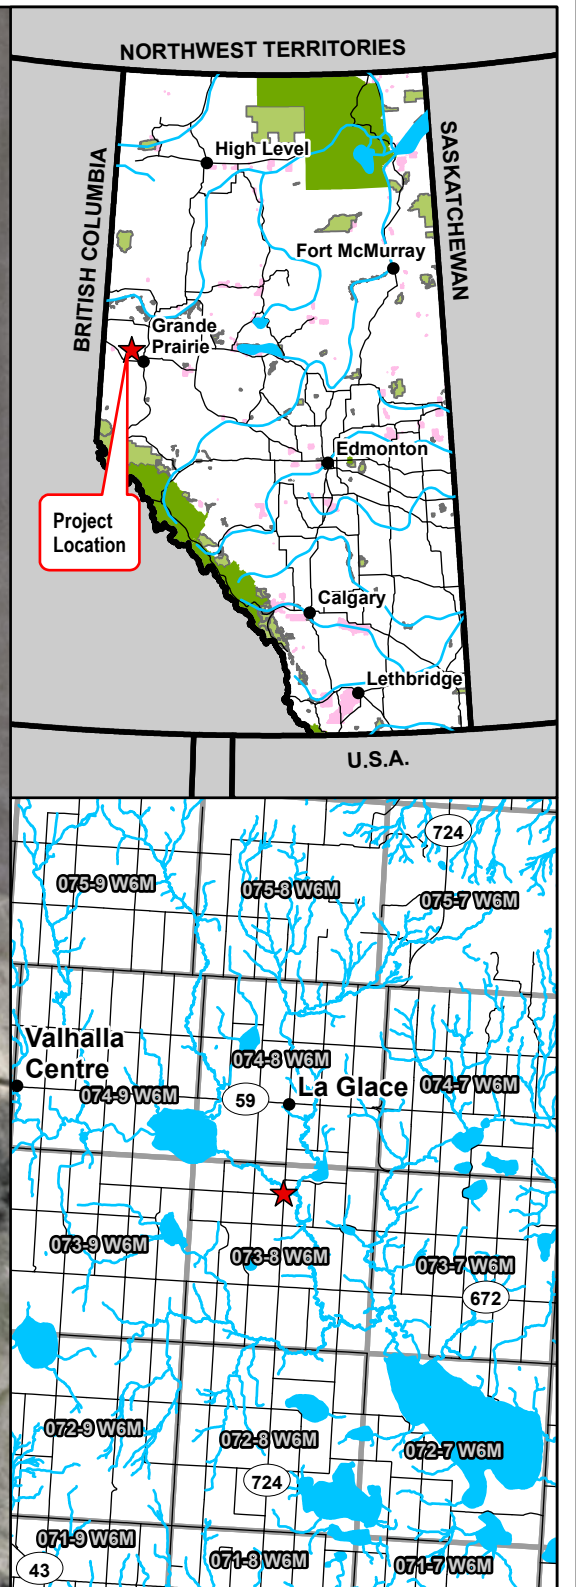 NORTHWEST TERRITORIES
BRITISH COLUMBIA
SASKATCHEWAN
High Level
Fort McMurray
Grande
Prairie
Edmonton
Project
Location
Calgary
Lethbridge
U.S.A.
724
075-9 W6M
075-8 W6M
075-7 W6M
Valhalla
Centre
074-8 W6M
074-9 W6M
59
La Glace
074-7 W6M
073-9 W6M
073-8 W6M
073-7 W6M
672
072-9 W6M
072-8 W6M
072-7 W6M
724
071-9 W6M
071-8 W6M
071-7 W6M
43